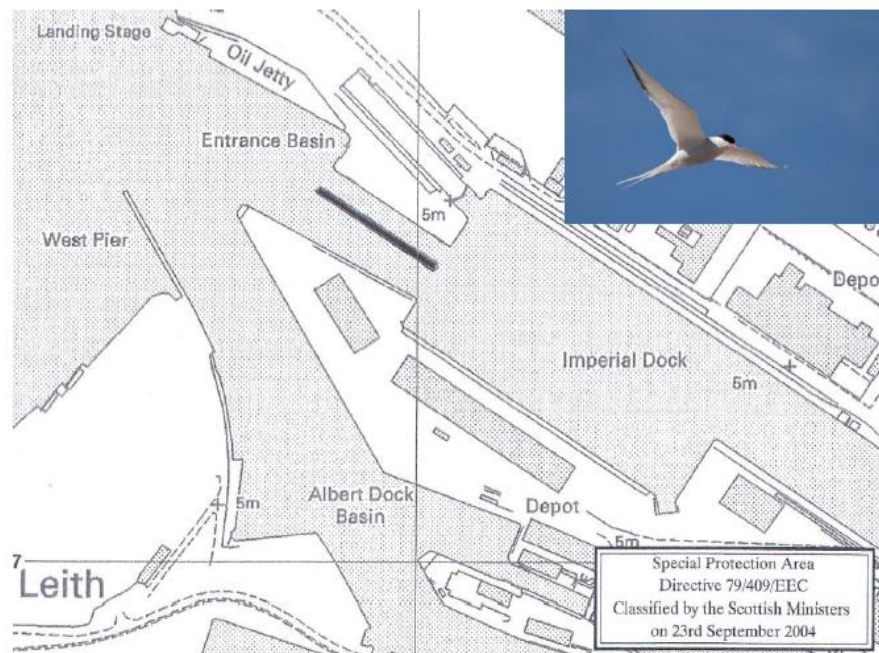 Landing Stage
Oil Jetty
Entrance Basin
5m
West Pier
Depo
Imperial Dock
5m
5m
Albert Dock
Basin
Depot
5m
7
Leith
Special Protection Area
Directive 79/409/EEC
Classified by the Scottish Ministers
on 23rd September 2004